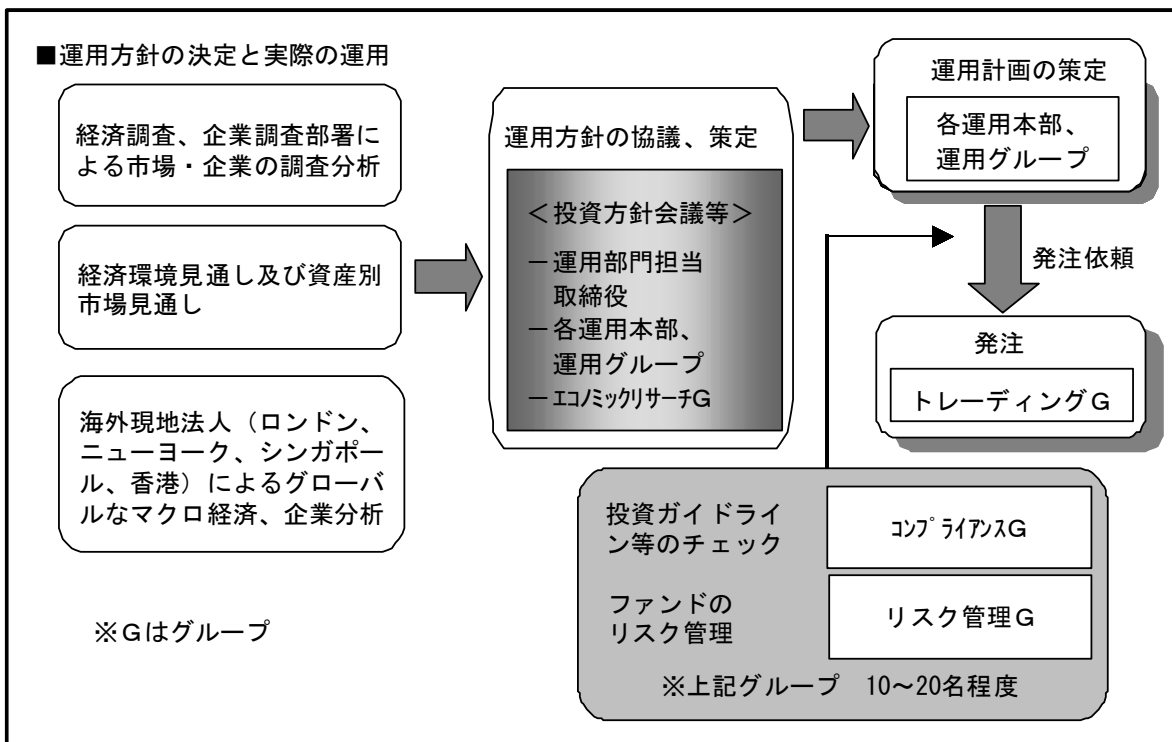 ■運用方針の決定と実際の運用
経済調査、企業調査部署に
よる市場・企業の調査分析
経済環境見通し及び資産別
市場見通し
海外現地法人（ロンドン、
ニューヨーク、シンガポー
ル、香港）によるグローバ
ルなマクロ経済、企業分析
※Gはグループ
運用方針の協議、策定
＜投資方針会議等＞
－運用部門担当
取締役
－各運用本部、
運用グループ
－ｴｺﾉﾐｯｸﾘｻｰﾁG
運用計画の策定
各運用本部、
運用グループ
発注依頼
発注
トレーディングG
投資ガイドライ
ン等のチェック
ｺﾝﾌﾟﾗｲｱﾝｽG
ファンドの
リスク管理
リスク管理G
※上記グループ　10～20名程度